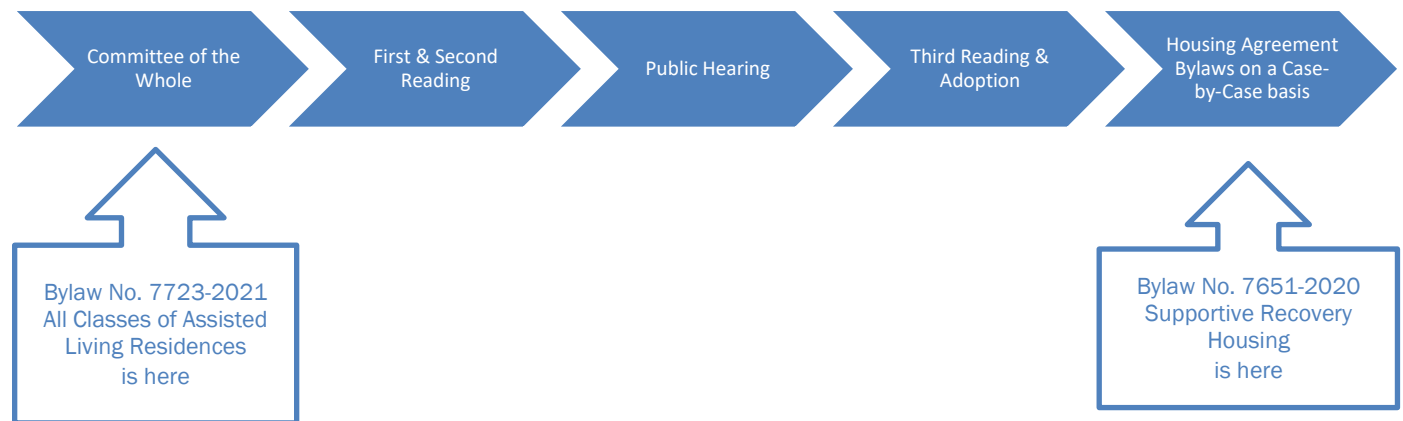 Committee of the
Whole
First & Second
Reading
Public Hearing
Third Reading &
Adoption
Housing Agreement
Bylaws on a Case-
by-Case basis
Bylaw No. 7723-2021
All Classes of Assisted
Living Residences
is here
Bylaw No. 7651-2020
Supportive Recovery
Housing
is here